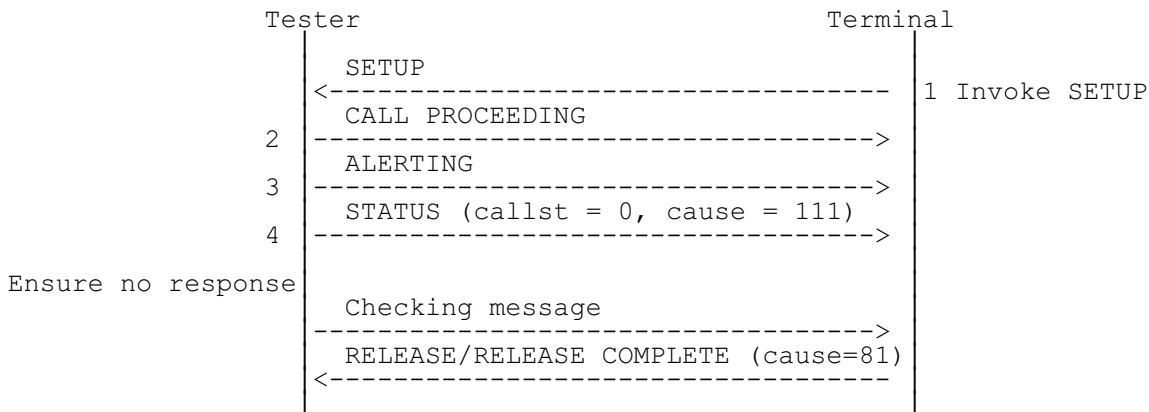 Tester Terminal
SETUP
1 Invoke SETUP
CALL PROCEEDING
2
ALERTING
3
STATUS (callst = 0, cause = 111)
4
Ensure no response
Checking message
RELEASE/RELEASE COMPLETE (cause=81)